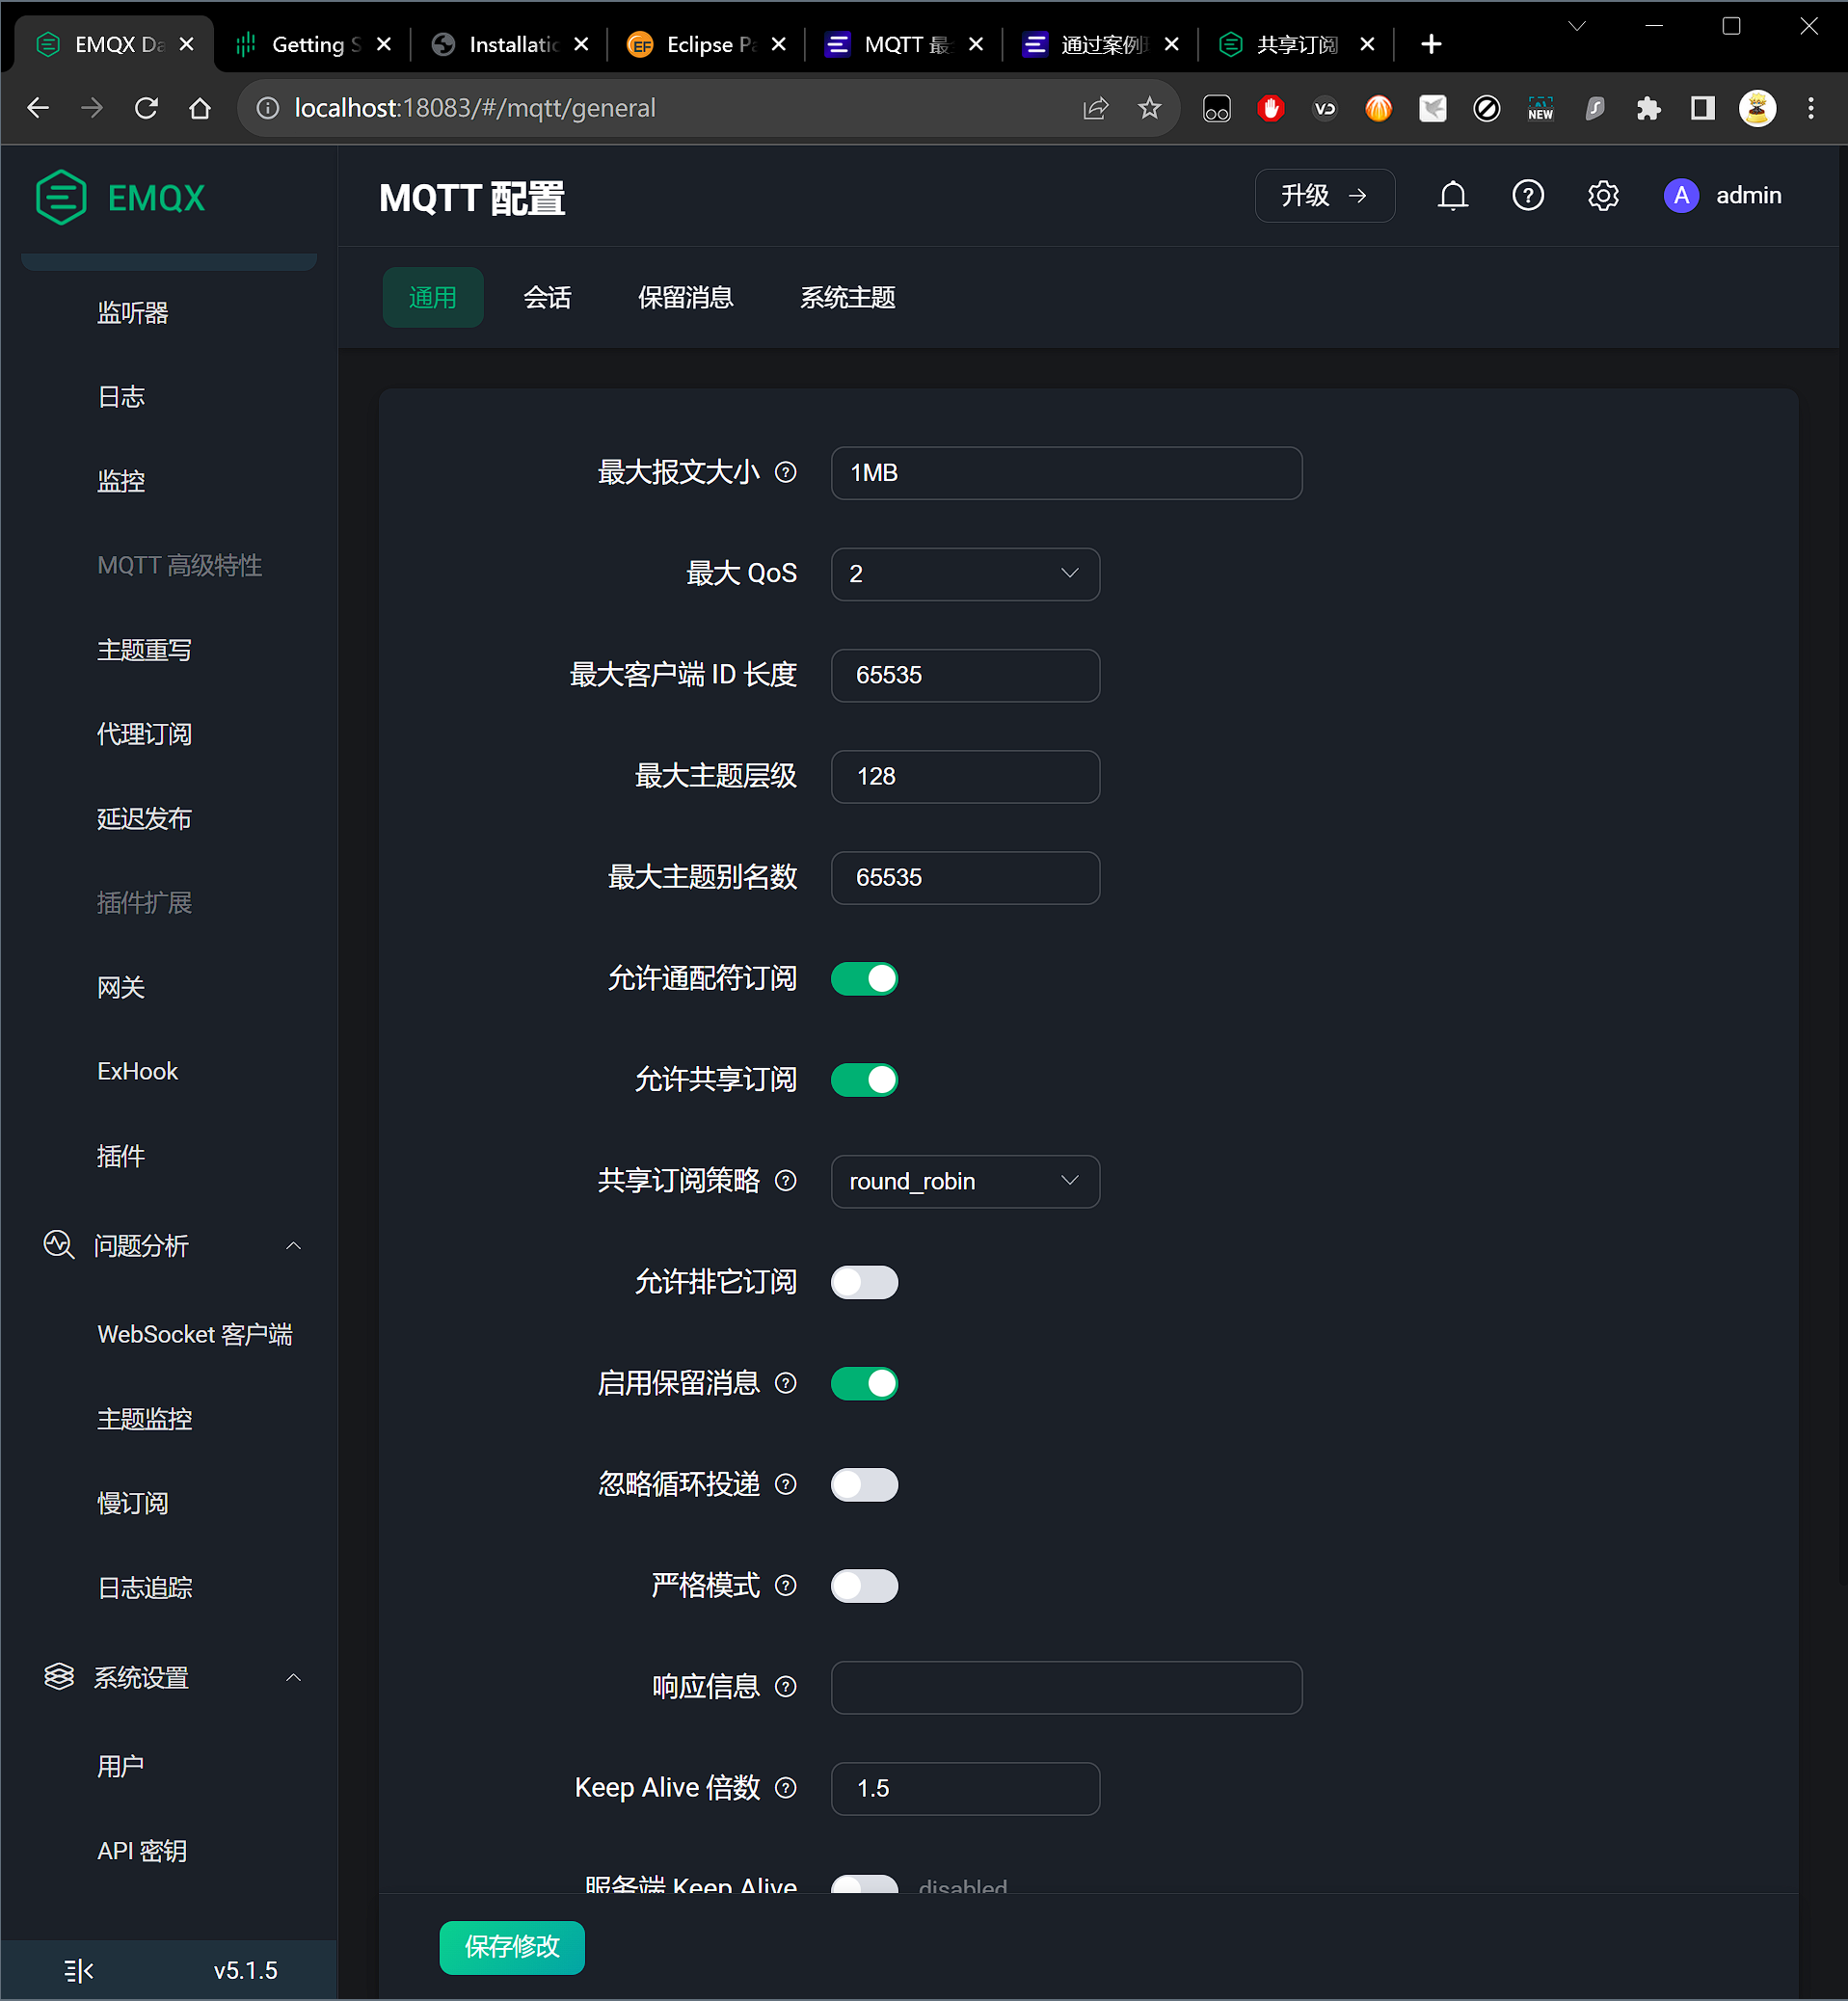 EMQX Da
Getting S
Installatio
Eclipse Pa
MQTT 最
通过案例
共享订阅
localhost:18083/#/mqtt/general
NEW
EMQX
MQTT 配置
升级 →
A admin
通用
会话
保留消息
系统主题
监听器
日志
监控
MQTT 高级特性
主题重写
代理订阅
延迟发布
插件扩展
网关
ExHook
插件
问题分析
WebSocket 客户端
主题监控
慢订阅
日志追踪
系统设置
用户
API 密钥
v5.1.5
最大报文大小 1MB
最大 QoS 2
最大客户端 ID 长度 65535
最大主题层级 128
最大主题别名数 65535
允许通配符订阅
允许共享订阅
共享订阅策略 round_robin
允许排它订阅
启用保留消息
忽略循环投递
严格模式
响应信息
Keep Alive 倍数 1.5
服务端 Keep Alive disabled
保存修改